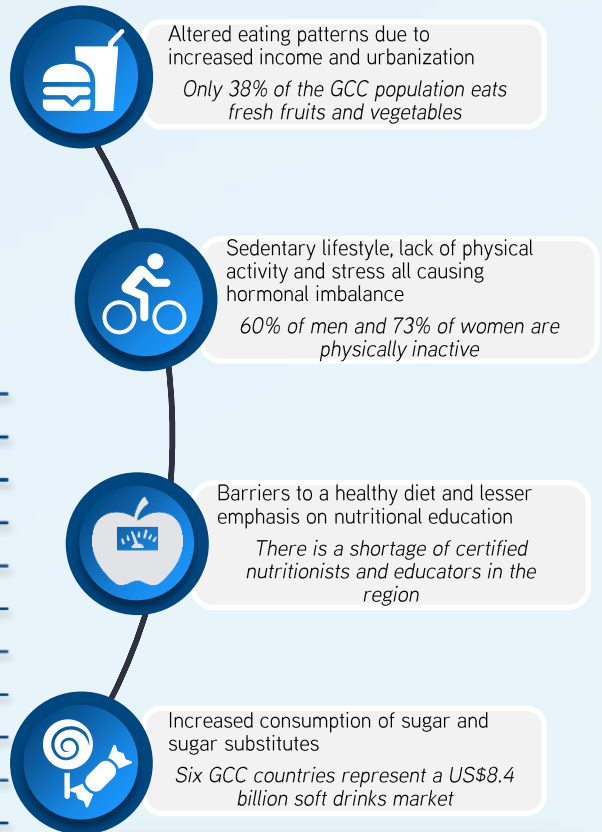 Altered eating patterns due to
increased income and urbanization
Only 38% of the GCC population eats
fresh fruits and vegetables
Sedentary lifestyle, lack of physical
activity and stress all causing
hormonal imbalance
60% of men and 73% of women are
physically inactive
Barriers to a healthy diet and lesser
emphasis on nutritional education
There is a shortage of certified
nutritionists and educators in the
region
Increased consumption of sugar and
sugar substitutes
Six GCC countries represent a US$8.4
billion soft drinks market